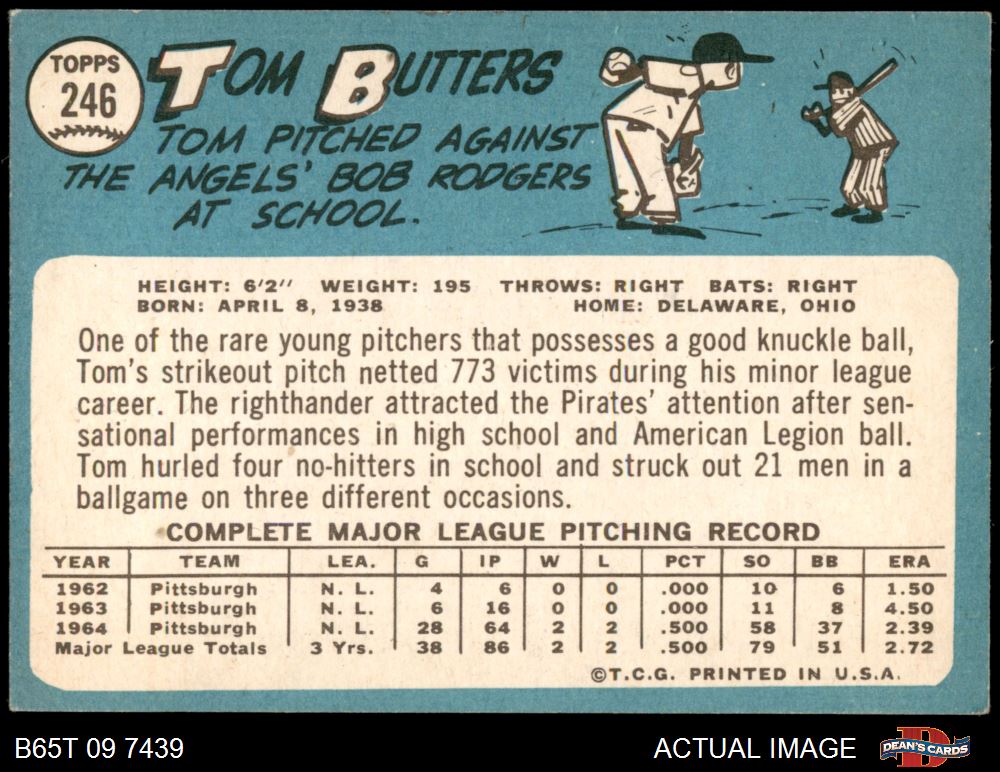 TOPPS
246
TOM BUTTERS
TOM PITCHED AGAINST
THE ANGELS' BOB RODGERS
AT SCHOOL.
HEIGHT: 6'2" WEIGHT: 195 THROWS: RIGHT BATS: RIGHT
BORN: APRIL 8, 1938 HOME: DELAWARE, OHIO
One of the rare young pitchers that possesses a good knuckle ball,
Tom's strikeout pitch netted 773 victims during his minor league
career. The righthander attracted the Pirates' attention after sen-
sational performances in high school and American Legion ball.
Tom hurled four no-hitters in school and struck out 21 men in a
ballgame on three different occasions.
COMPLETE MAJOR LEAGUE PITCHING RECORD
YEAR TEAM LEA. G IP W L PCT SO BB ERA
1962 Pittsburgh N. L. 4 6 0 0 .000 10 6 1.50
1963 Pittsburgh N. L. 6 16 0 0 .000 11 8 4.50
1964 Pittsburgh N. L. 28 64 2 2 .500 58 37 2.39
Major League Totals 3 Yrs. 38 86 2 2 .500 79 51 2.72
©T.C.G. PRINTED IN U.S.A.
B65T 09 7439 ACTUAL IMAGE DEAN'S CARDS